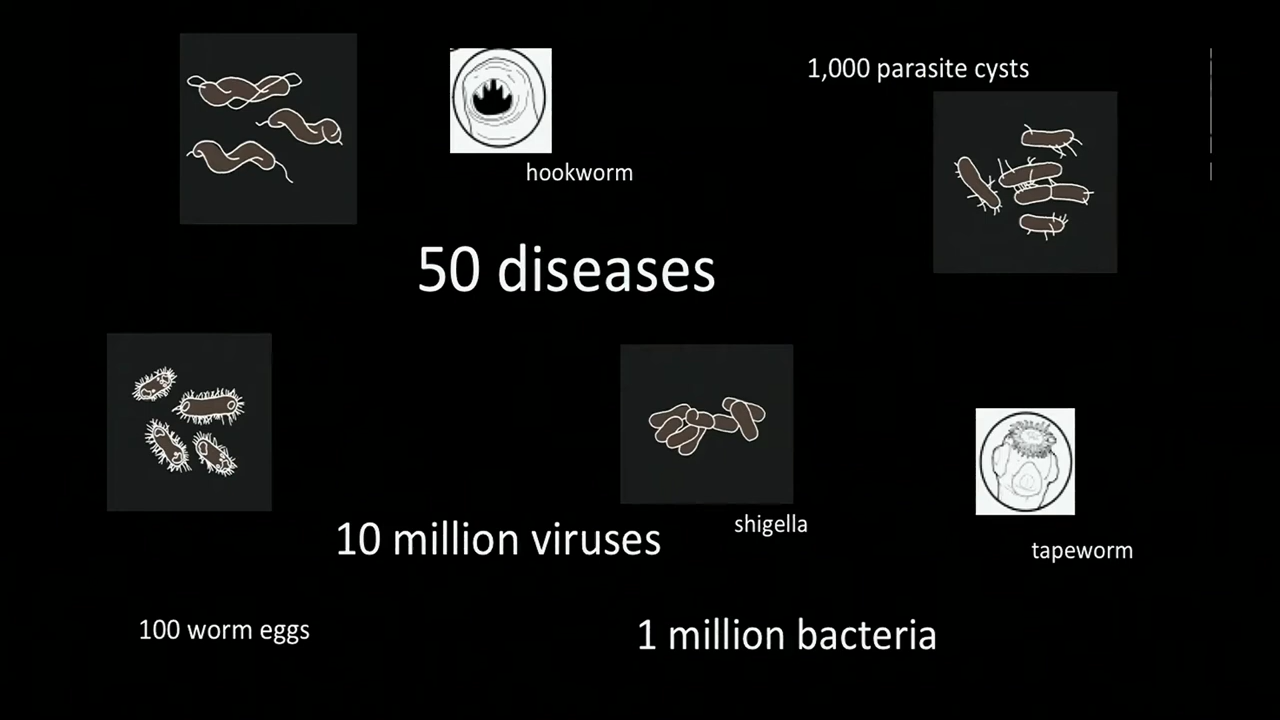 1,000 parasite cysts
hookworm
50 diseases
shigella
10 million viruses
tapeworm
100 worm eggs
1 million bacteria